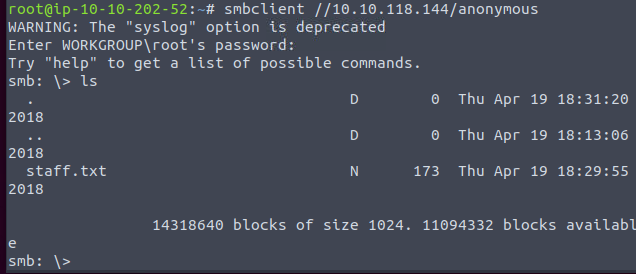 root@ip-10-10-202-52:~# smbclient //10.10.118.144/anonymous
WARNING: The "syslog" option is deprecated
Enter WORKGROUP\root's password:
Try "help" to get a list of possible commands.
smb: \> ls
  .                                   D        0  Thu Apr 19 18:31:20
2018
  ..                                  D        0  Thu Apr 19 18:13:06
2018
  staff.txt                           N      173  Thu Apr 19 18:29:55
2018

                14318640 blocks of size 1024. 11094332 blocks availabl
e
smb: \>